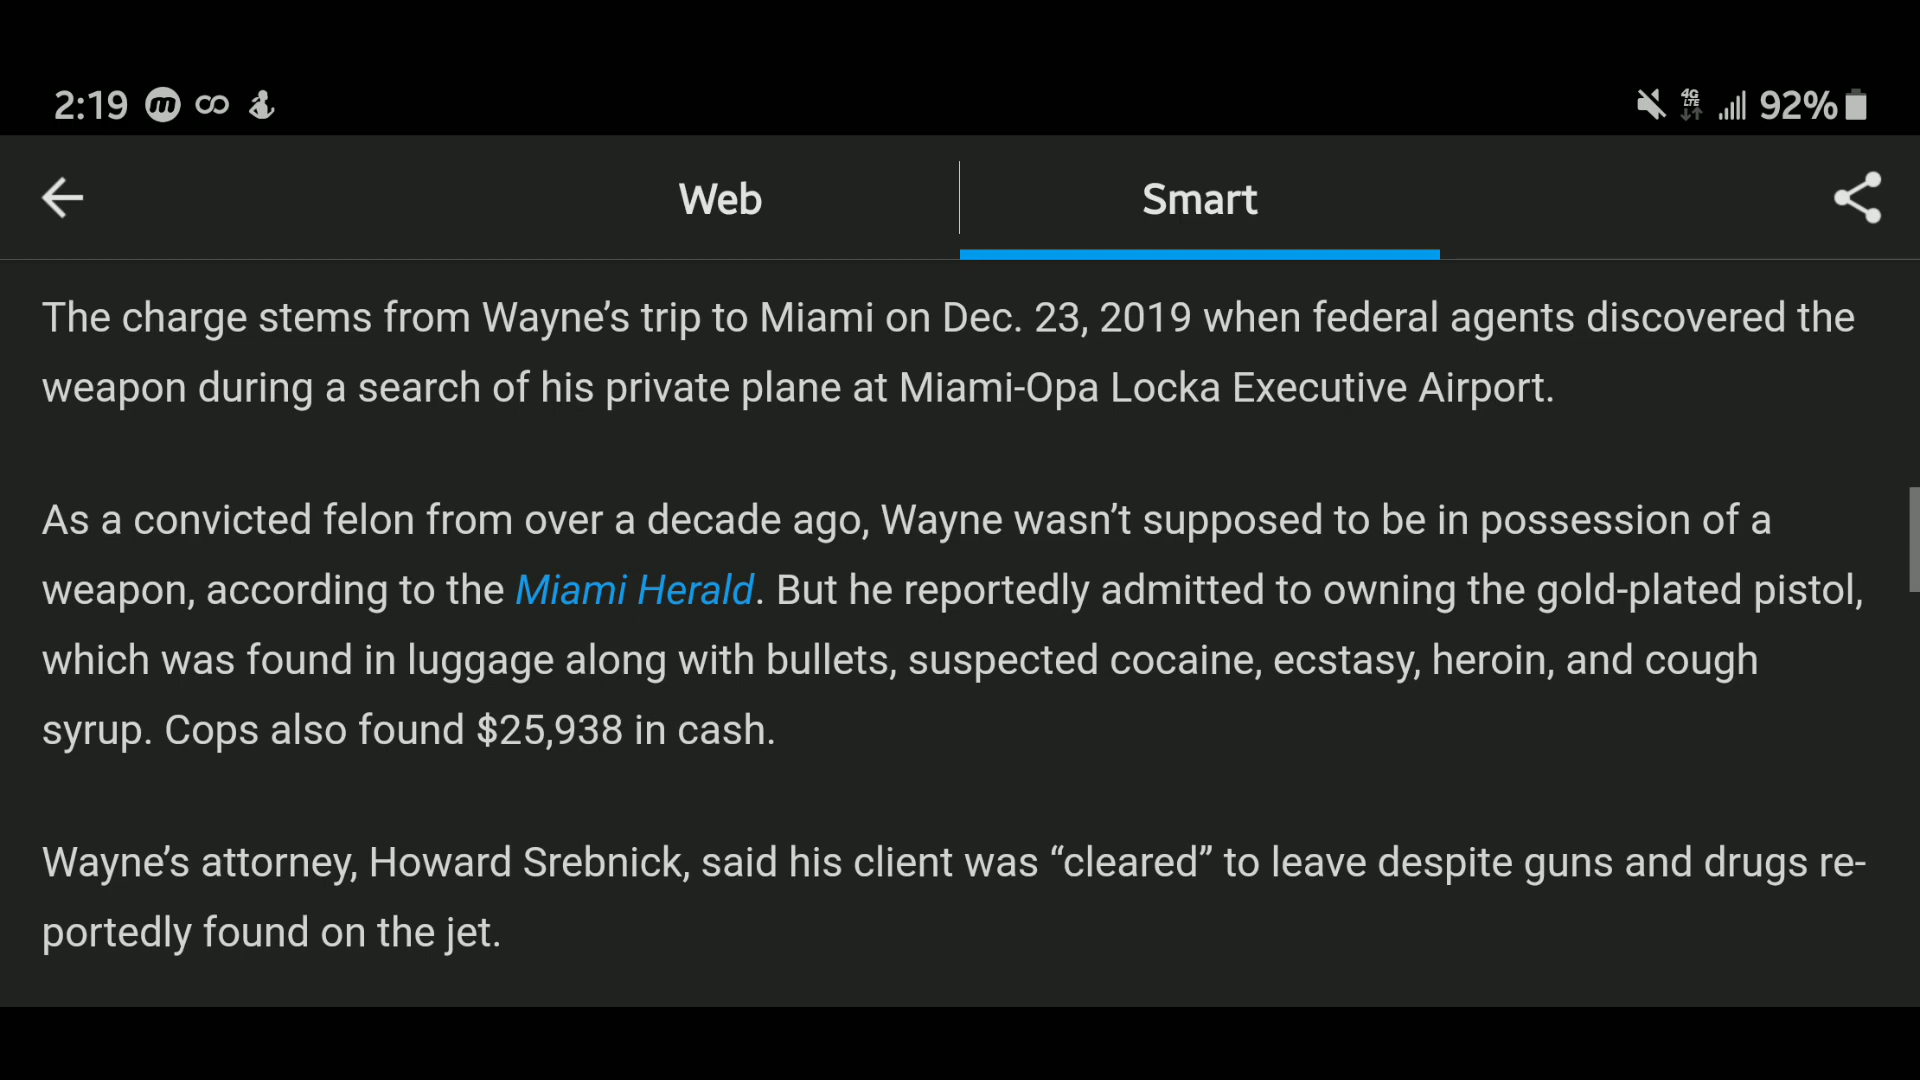 2:19 m 4G LTE 92%
Web Smart
The charge stems from Wayne’s trip to Miami on Dec. 23, 2019 when federal agents discovered the
weapon during a search of his private plane at Miami-Opa Locka Executive Airport.
As a convicted felon from over a decade ago, Wayne wasn’t supposed to be in possession of a
weapon, according to the Miami Herald. But he reportedly admitted to owning the gold-plated pistol,
which was found in luggage along with bullets, suspected cocaine, ecstasy, heroin, and cough
syrup. Cops also found $25,938 in cash.
Wayne’s attorney, Howard Srebnick, said his client was “cleared” to leave despite guns and drugs re-
portedly found on the jet.